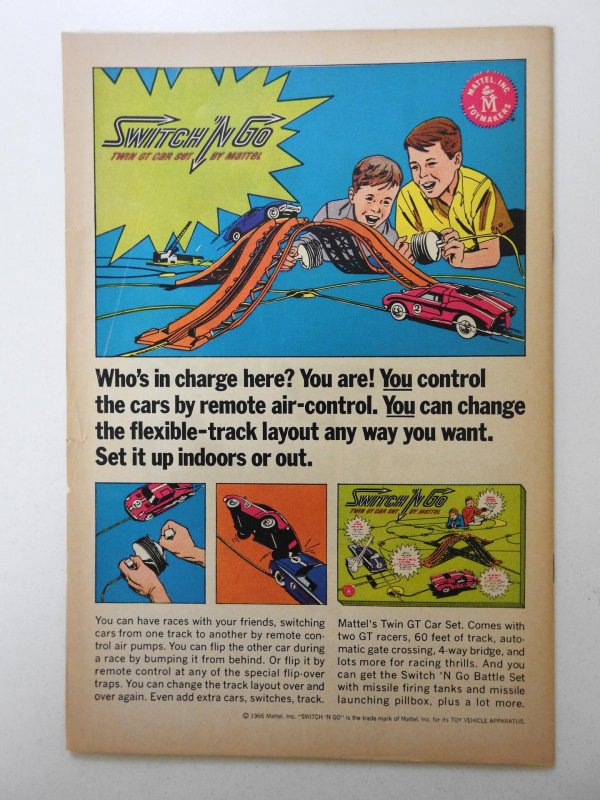 SWITCH 'N GO
TWIN GT CAR SET BY MATTEL
MATTEL, INC.
M
TOYMAKERS
2
Who's in charge here? You are! You control
the cars by remote air-control. You can change
the flexible-track layout any way you want.
Set it up indoors or out.
SWITCH 'N GO
TWIN GT CAR SET BY MATTEL
You can have races with your friends, switching
cars from one track to another by remote con-
trol air pumps. You can flip the other car during
a race by bumping it from behind. Or flip it by
remote control at any of the special flip-over
traps. You can change the track layout over and
over again. Even add extra cars, switches, track.
Mattel's Twin GT Car Set. Comes with
two GT racers, 60 feet of track, auto-
matic gate crossing, 4-way bridge, and
lots more for racing thrills. And you
can get the Switch 'N Go Battle Set
with missile firing tanks and missile
launching pillbox, plus a lot more.
© 1966 Mattel, Inc. "SWITCH 'N GO" is the trade mark of Mattel, Inc. for its TOY VEHICLE APPARATUS.